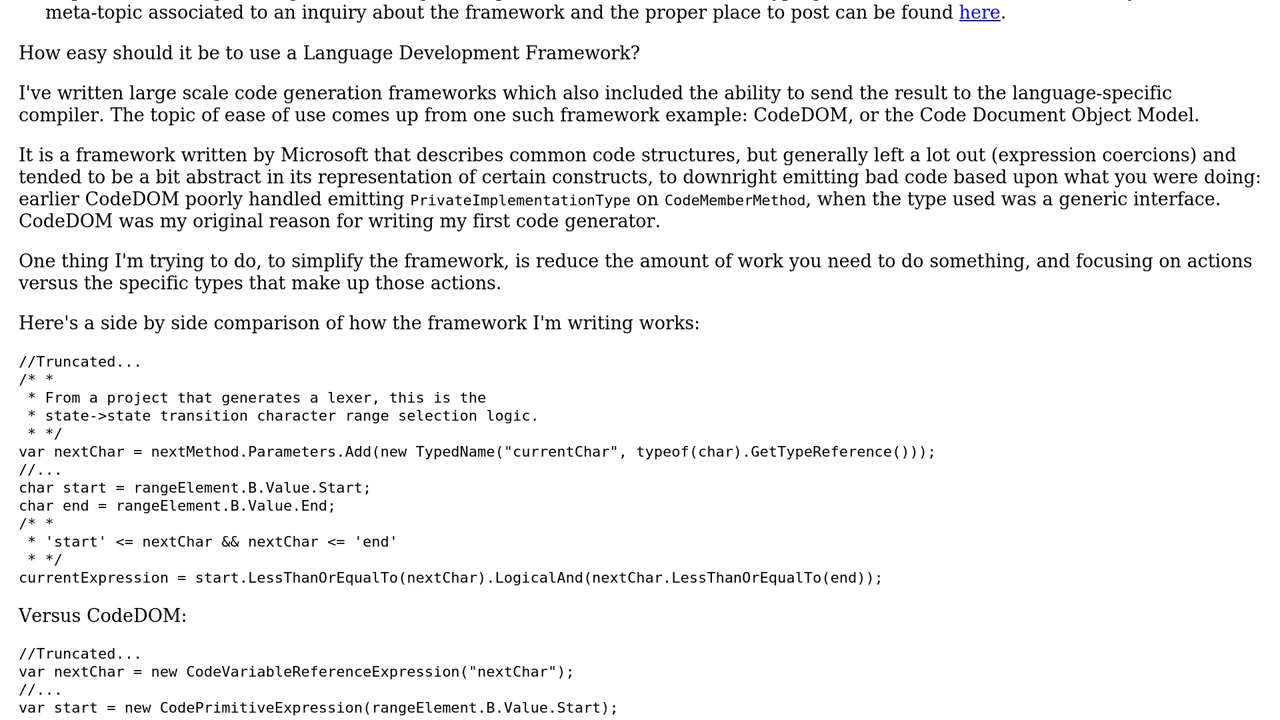 meta-topic associated to an inquiry about the framework and the proper place to post can be found here.
How easy should it be to use a Language Development Framework?
I've written large scale code generation frameworks which also included the ability to send the result to the language-specific
compiler. The topic of ease of use comes up from one such framework example: CodeDOM, or the Code Document Object Model.
It is a framework written by Microsoft that describes common code structures, but generally left a lot out (expression coercions) and
tended to be a bit abstract in its representation of certain constructs, to downright emitting bad code based upon what you were doing:
earlier CodeDOM poorly handled emitting PrivateImplementationType on CodeMemberMethod, when the type used was a generic interface.
CodeDOM was my original reason for writing my first code generator.
One thing I'm trying to do, to simplify the framework, is reduce the amount of work you need to do something, and focusing on actions
versus the specific types that make up those actions.
Here's a side by side comparison of how the framework I'm writing works:
//Truncated...
/* *
 * From a project that generates a lexer, this is the
 * state->state transition character range selection logic.
 * */
var nextChar = nextMethod.Parameters.Add(new TypedName("currentChar", typeof(char).GetTypeReference()));
//...
char start = rangeElement.B.Value.Start;
char end = rangeElement.B.Value.End;
/* *
 * 'start' <= nextChar && nextChar <= 'end'
 * */
currentExpression = start.LessThanOrEqualTo(nextChar).LogicalAnd(nextChar.LessThanOrEqualTo(end));
Versus CodeDOM:
//Truncated...
var nextChar = new CodeVariableReferenceExpression("nextChar");
//...
var start = new CodePrimitiveExpression(rangeElement.B.Value.Start);